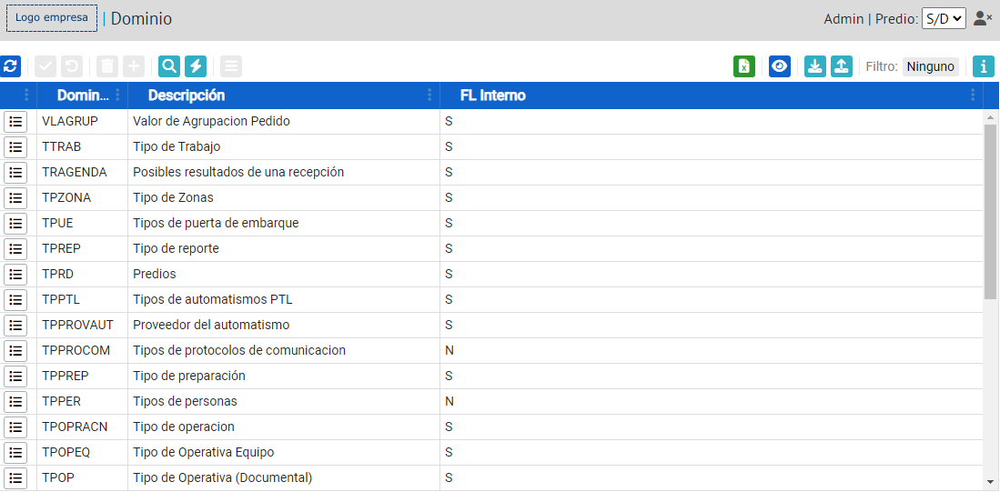 Logo empresa | Dominio Admin | Predio: S/D
Filtro: Ninguno
Domin... Descripción FL Interno
VLAGRUP Valor de Agrupacion Pedido S
TTRAB Tipo de Trabajo S
TRAGENDA Posibles resultados de una recepción S
TPZONA Tipo de Zonas S
TPUE Tipos de puerta de embarque S
TPREP Tipo de reporte S
TPRD Predios S
TPPTL Tipos de automatismos PTL S
TPPROVAUT Proveedor del automatismo S
TPPROCOM Tipos de protocolos de comunicacion N
TPPREP Tipo de preparación S
TPPER Tipos de personas N
TPOPRACN Tipo de operacion S
TPOPEQ Tipo de Operativa Equipo S
TPOP Tipo de Operativa (Documental) S